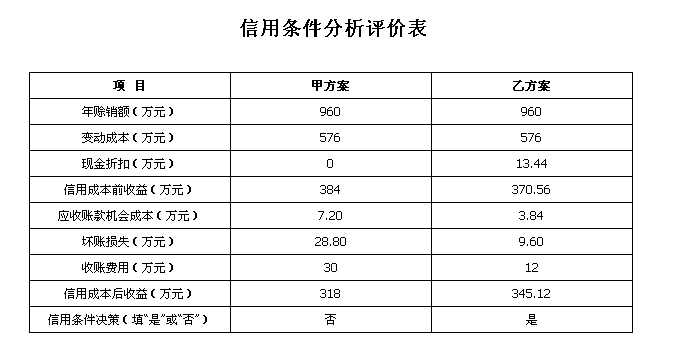 信用条件分析评价表
项 目 甲方案 乙方案
年赊销额（万元） 960 960
变动成本（万元） 576 576
现金折扣（万元） 0 13.44
信用成本前收益（万元） 384 370.56
应收账款机会成本（万元） 7.20 3.84
坏账损失（万元） 28.80 9.60
收账费用（万元） 30 12
信用成本后收益（万元） 318 345.12
信用条件决策（填“是”或“否”） 否 是